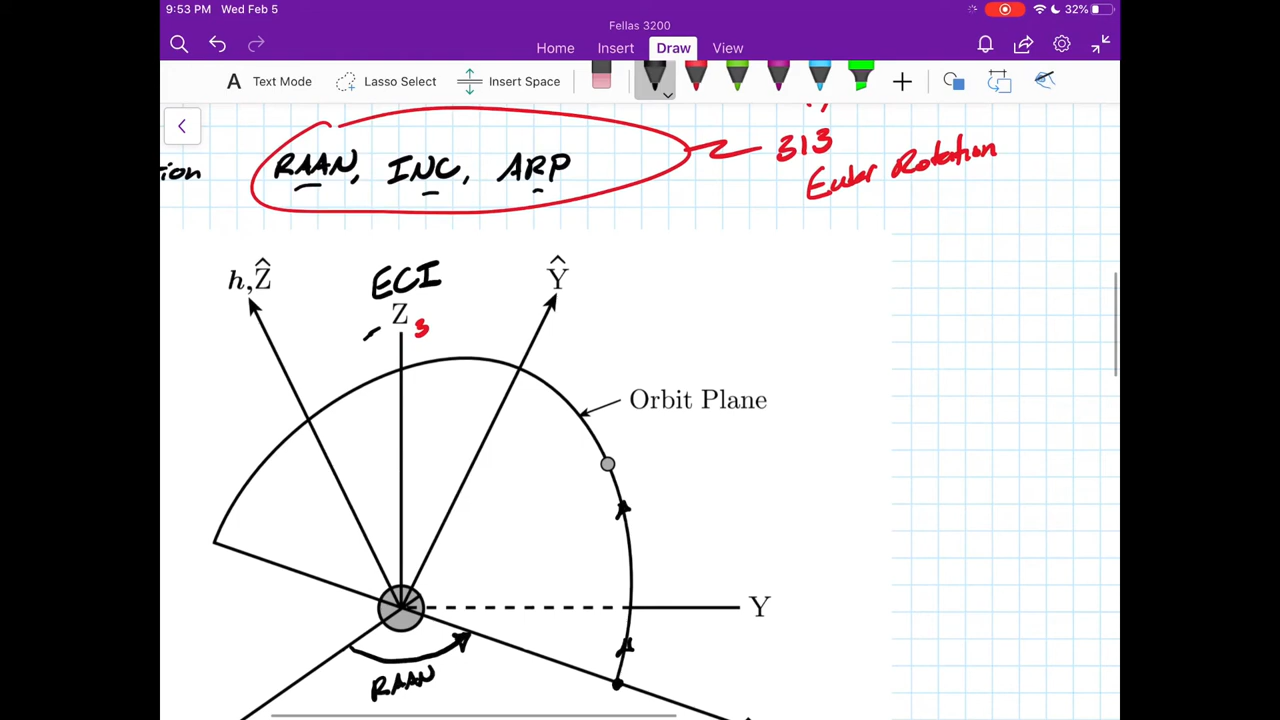 9:53 PM Wed Feb 5
32%
Fellas 3200
Home Insert Draw View
A Text Mode Lasso Select Insert Space
tion RAAN, INC, ARP
313
Euler Rotation
h,Ẑ
ECI
Ŷ
Z 3
Orbit Plane
Y
RAAN